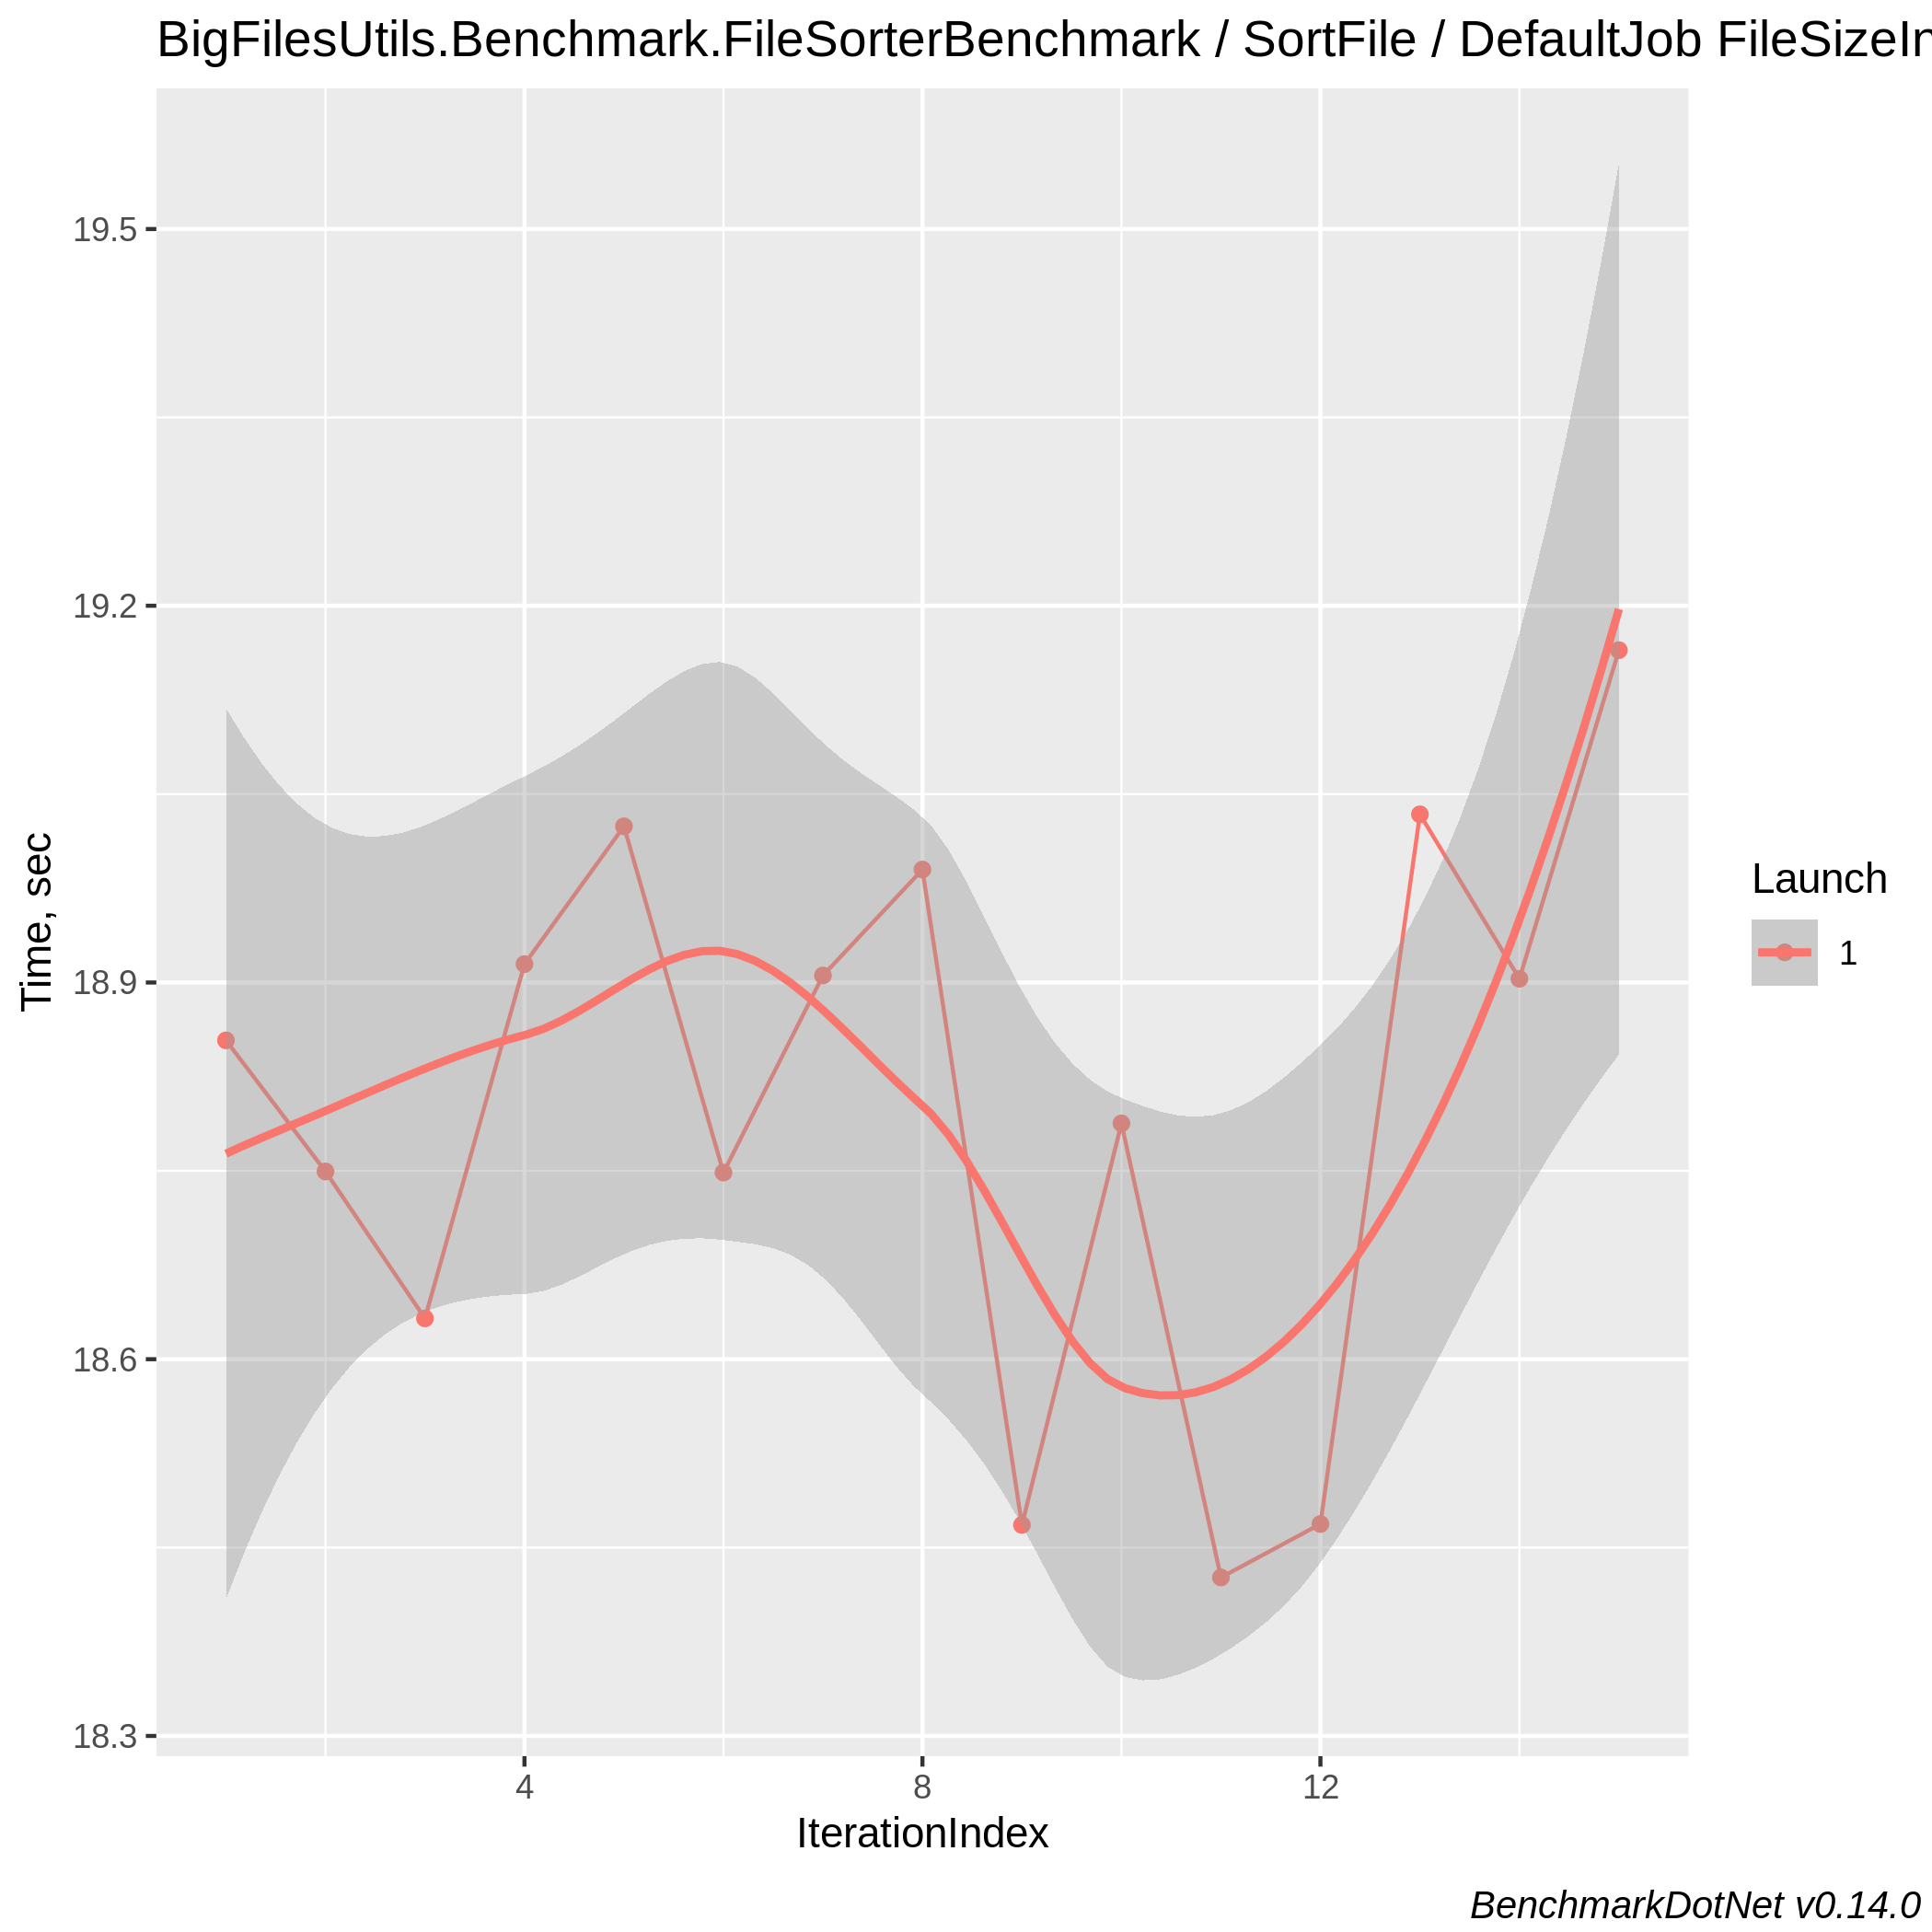 BigFilesUtils.Benchmark.FileSorterBenchmark / SortFile / DefaultJob FileSizeIn
19.5
19.2
18.9
18.6
18.3
Time, sec
4
8
12
IterationIndex
Launch
1
BenchmarkDotNet v0.14.0